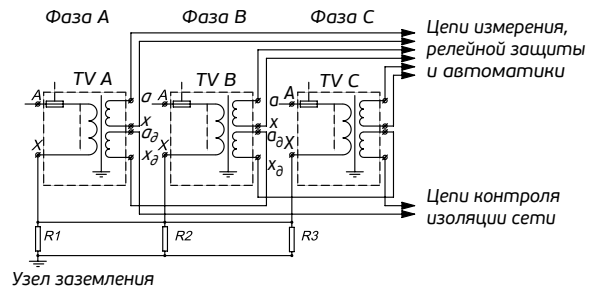 Фаза А Фаза В Фаза С
Цепи измерения,
релейной защиты
и автоматики
TV A TV B TV C
A a A a A
x x
aд aд
X X X
xд xд
Цепи контроля
изоляции сети
R1 R2 R3
Узел заземления